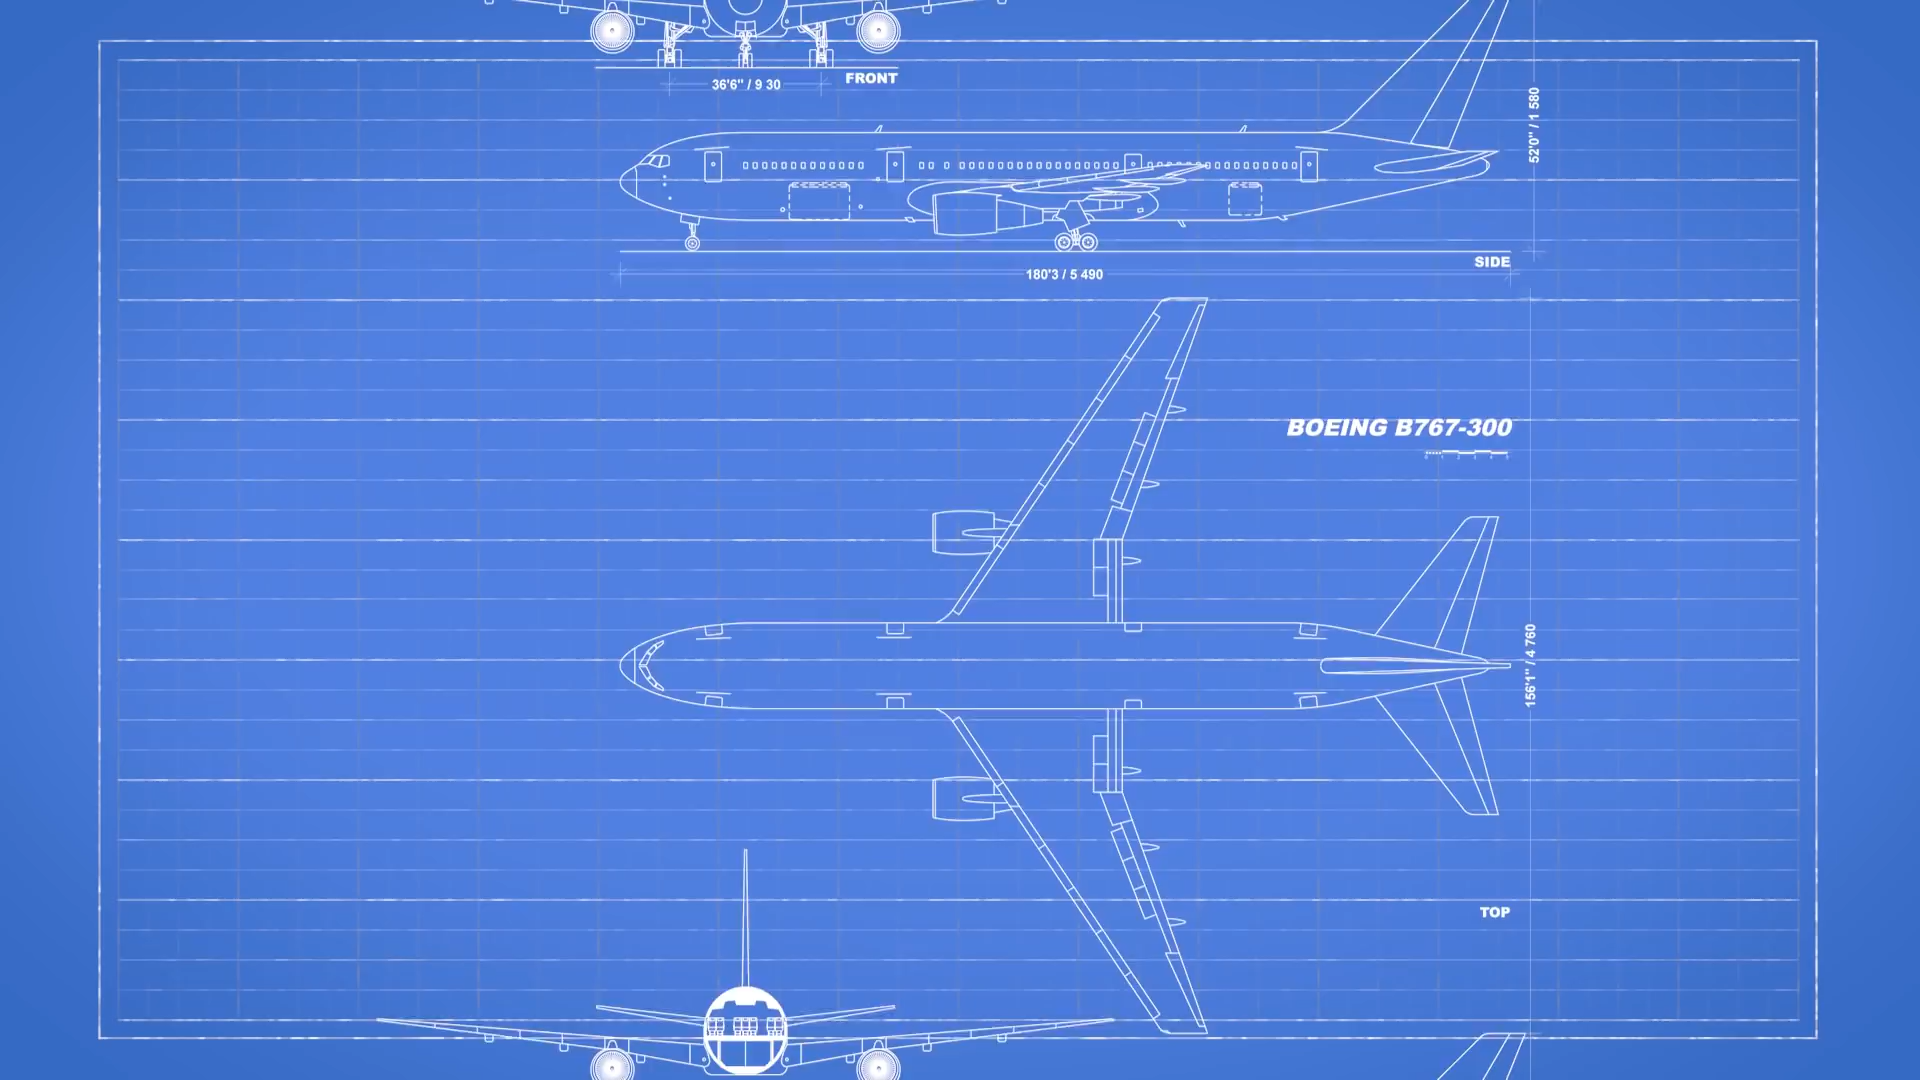 FRONT
36'6" / 9 30
52'0" / 1 580
SIDE
180'3 / 5 490
BOEING B767-300
156'1" / 4 760
TOP